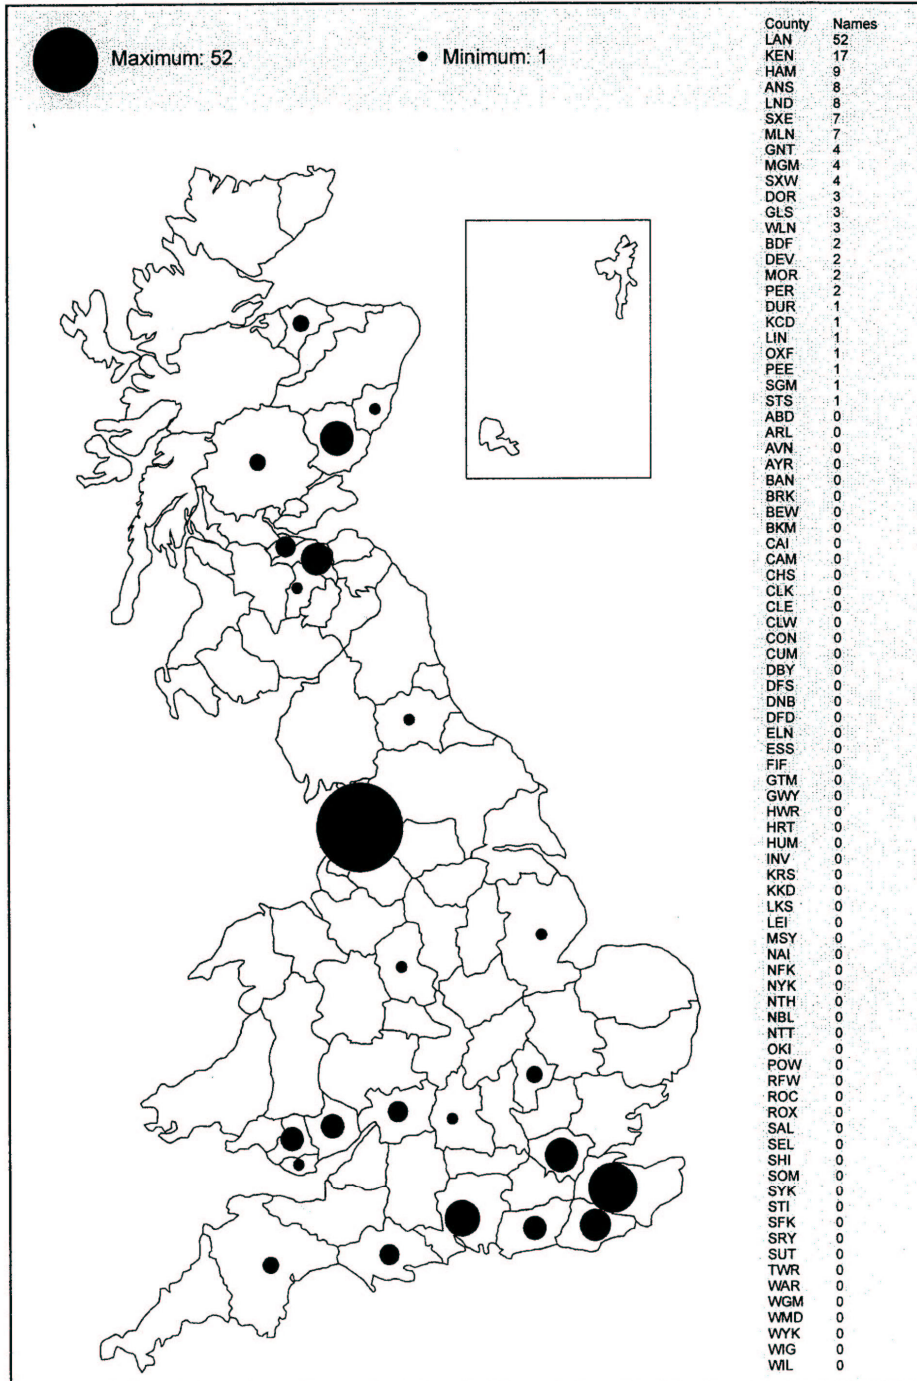 Maximum: 52 Minimum: 1
County Names
LAN 52
KEN 17
HAM 9
ANS 8
LND 8
SXE 7
MLN 7
GNT 4
MGM 4
SXW 4
DOR 3
GLS 3
WLN 3
BDF 2
DEV 2
MOR 2
PER 2
DUR 1
KCD 1
LIN 1
OXF 1
PEE 1
SGM 1
STS 1
ABD 0
ARL 0
AVN 0
AYR 0
BAN 0
BRK 0
BEW 0
BKM 0
CAI 0
CAM 0
CHS 0
CLK 0
CLE 0
CLW 0
CON 0
CUM 0
DBY 0
DFS 0
DNB 0
DFD 0
ELN 0
ESS 0
FIF 0
GTM 0
GWY 0
HWR 0
HRT 0
HUM 0
INV 0
KRS 0
KKD 0
LKS 0
LEI 0
MSY 0
NAI 0
NFK 0
NYK 0
NTH 0
NBL 0
NTT 0
OKI 0
POW 0
RFW 0
ROC 0
ROX 0
SAL 0
SEL 0
SHI 0
SOM 0
SYK 0
STI 0
SFK 0
SRY 0
SUT 0
TWR 0
WAR 0
WGM 0
WMD 0
WYK 0
WIG 0
WIL 0